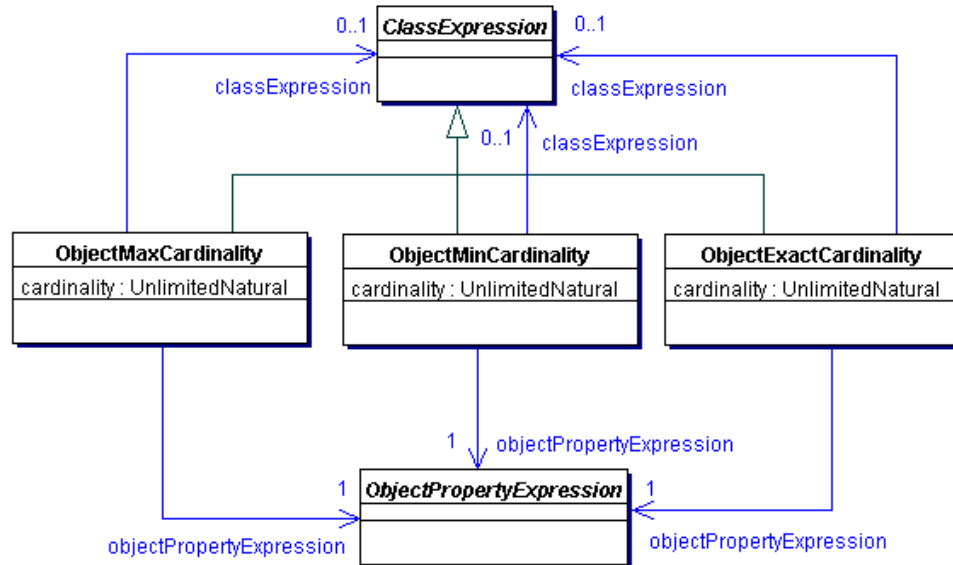 0..1
ClassExpression
0..1
classExpression
classExpression
0..1
classExpression
ObjectMaxCardinality
cardinality : UnlimitedNatural
ObjectMinCardinality
cardinality : UnlimitedNatural
ObjectExactCardinality
cardinality : UnlimitedNatural
1
objectPropertyExpression
1
ObjectPropertyExpression
1
objectPropertyExpression
objectPropertyExpression